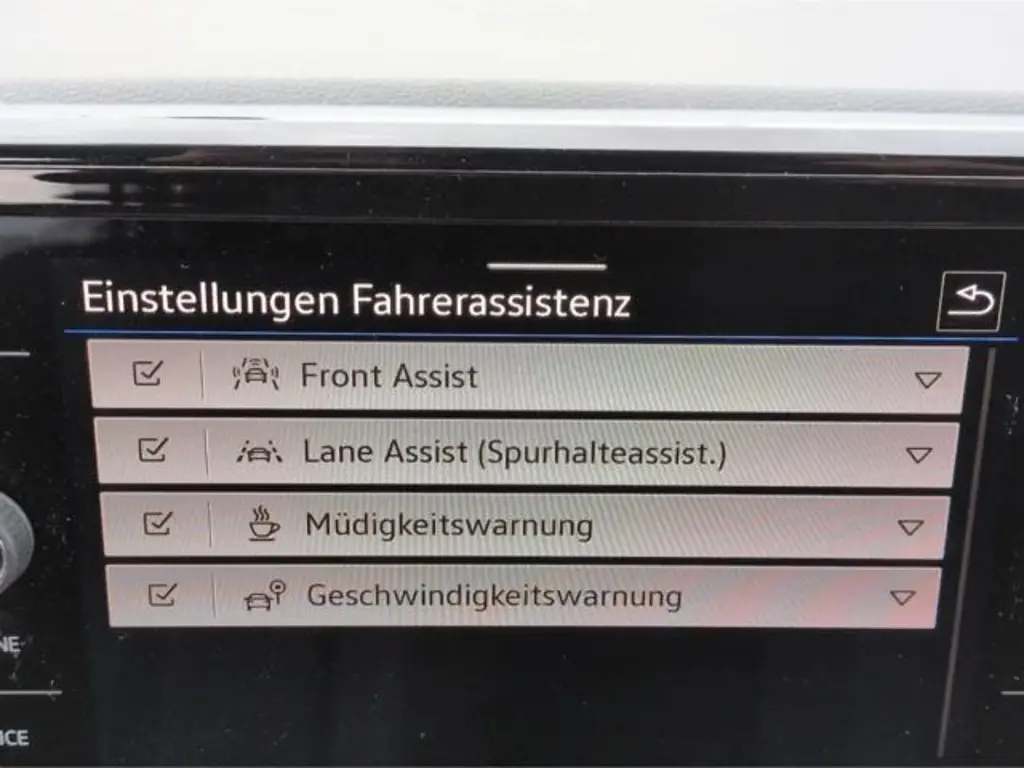 Einstellungen Fahrerassistenz
Front Assist
Lane Assist (Spurhalteassist.)
Müdigkeitswarnung
Geschwindigkeitswarnung